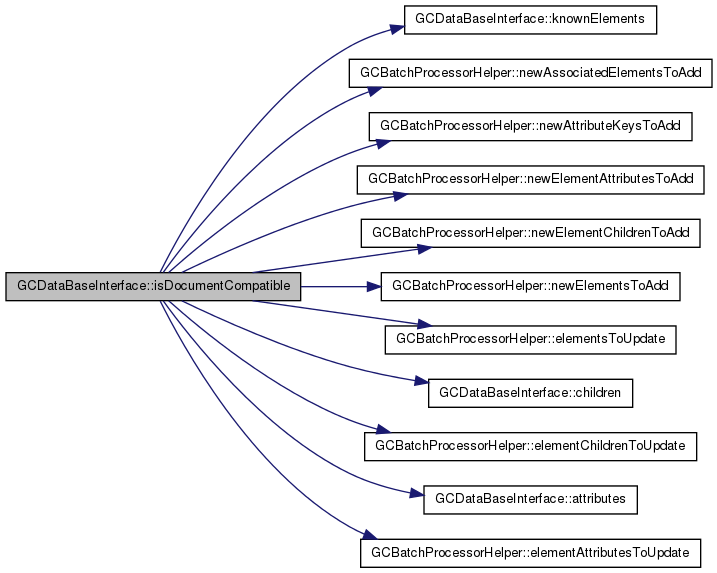 GCDataBaseInterface::knownElements
GCBatchProcessorHelper::newAssociatedElementsToAdd
GCBatchProcessorHelper::newAttributeKeysToAdd
GCBatchProcessorHelper::newElementAttributesToAdd
GCBatchProcessorHelper::newElementChildrenToAdd
GCDataBaseInterface::isDocumentCompatible
GCBatchProcessorHelper::newElementsToAdd
GCBatchProcessorHelper::elementsToUpdate
GCDataBaseInterface::children
GCBatchProcessorHelper::elementChildrenToUpdate
GCDataBaseInterface::attributes
GCBatchProcessorHelper::elementAttributesToUpdate